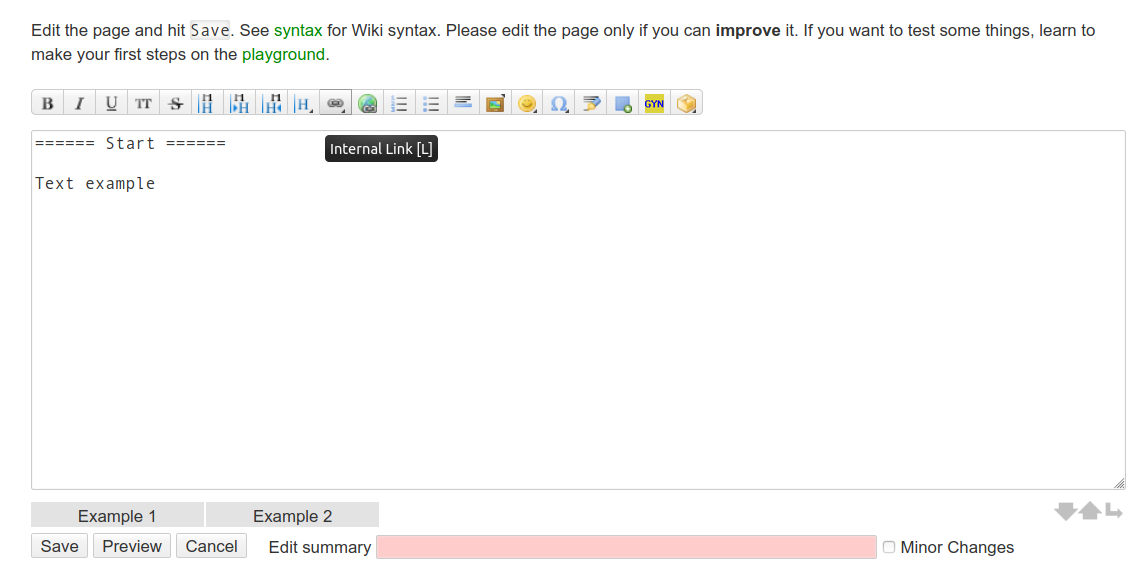 Edit the page and hit Save. See syntax for Wiki syntax. Please edit the page only if you can improve it. If you want to test some things, learn to
make your first steps on the playground.
B I U TT S H H H H GYN
====== Start ======
Internal Link [L]
Text example
Example 1 Example 2
Save Preview Cancel Edit summary Minor Changes